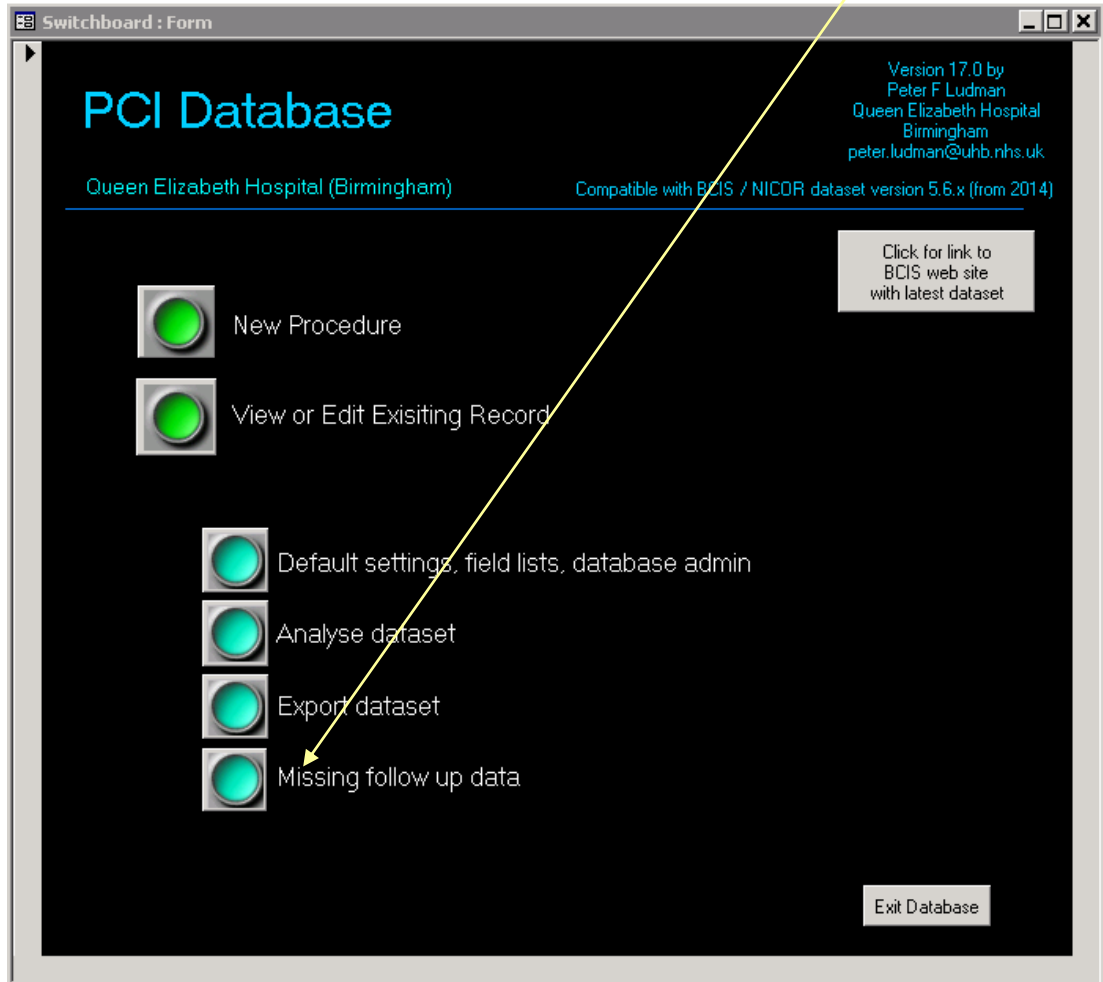 Switchboard : Form
PCI Database
Version 17.0 by
Peter F Ludman
Queen Elizabeth Hospital
Birmingham
peter.ludman@uhb.nhs.uk
Queen Elizabeth Hospital (Birmingham)
Compatible with BCIS / NICOR dataset version 5.6.x (from 2014)
Click for link to
BCIS web site
with latest dataset
New Procedure
View or Edit Exisiting Record
Default settings, field lists, database admin
Analyse dataset
Export dataset
Missing follow up data
Exit Database